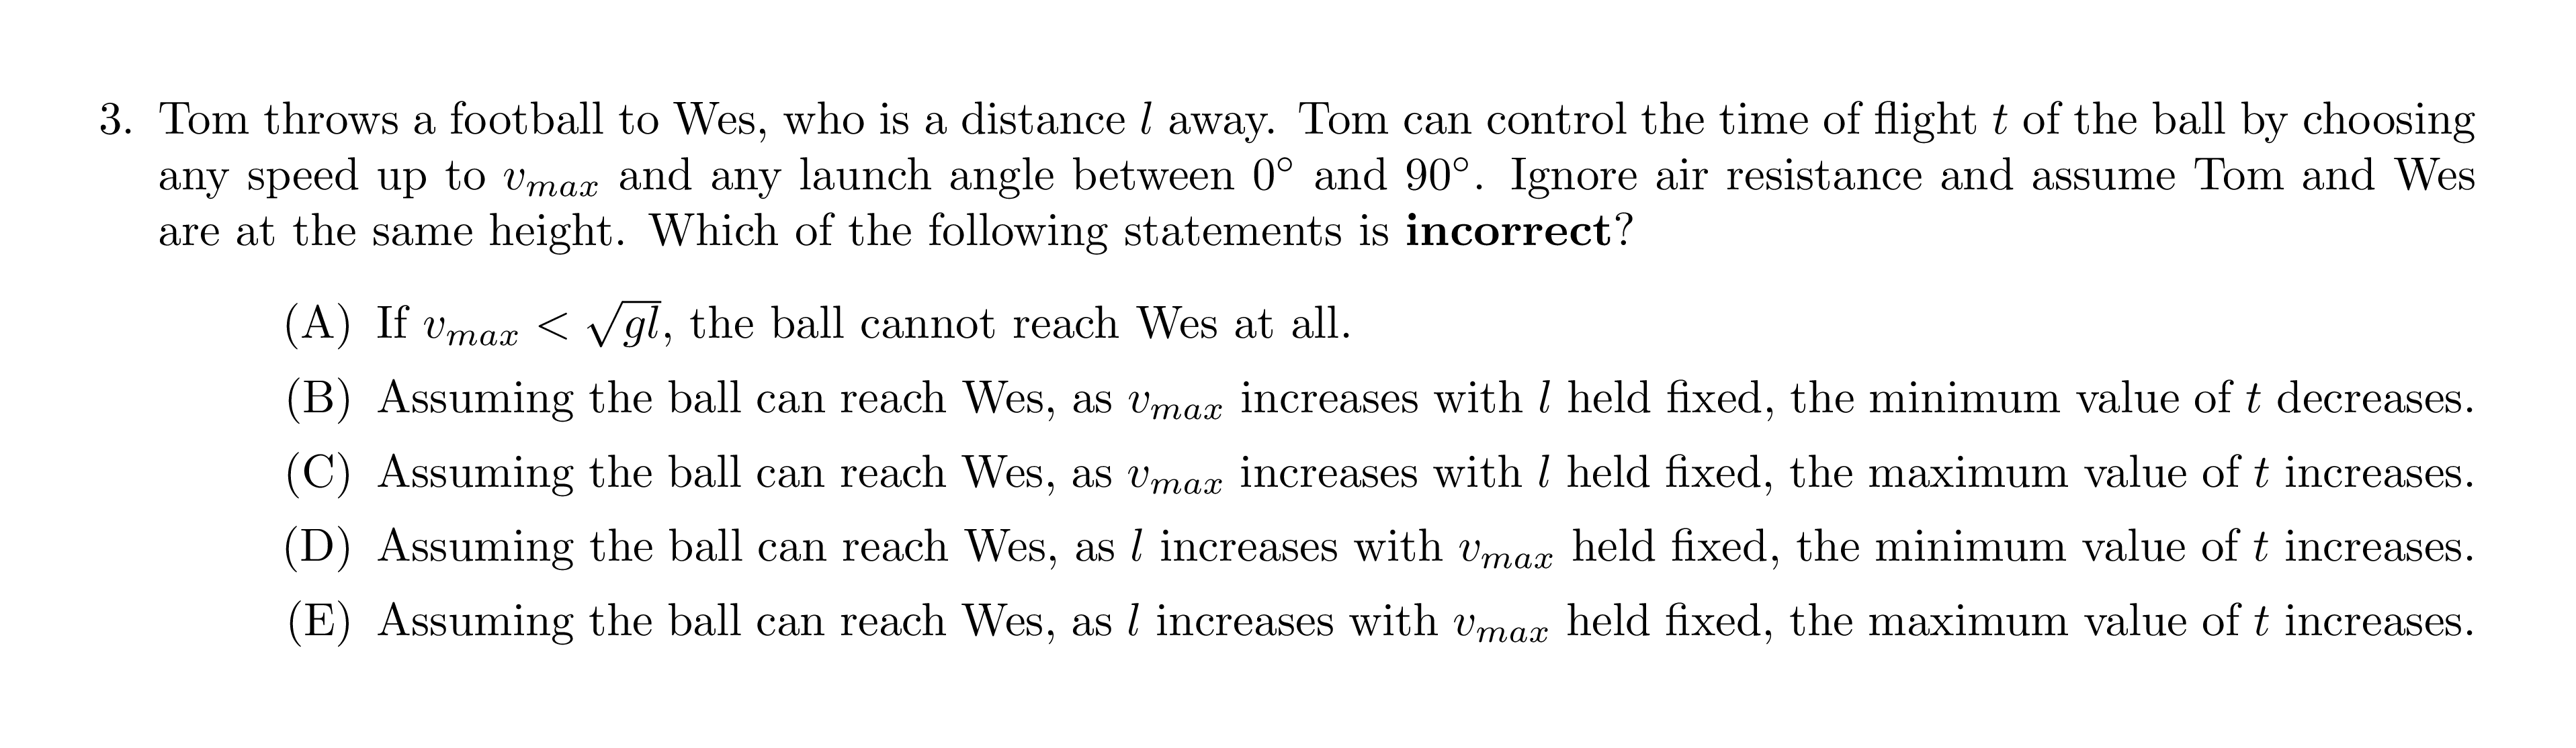 3. Tom throws a football to Wes, who is a distance l away. Tom can control the time of flight t of the ball by choosing
any speed up to v_{max} and any launch angle between 0° and 90°. Ignore air resistance and assume Tom and Wes
are at the same height. Which of the following statements is incorrect?
(A) If v_{max} < √gl, the ball cannot reach Wes at all.
(B) Assuming the ball can reach Wes, as v_{max} increases with l held fixed, the minimum value of t decreases.
(C) Assuming the ball can reach Wes, as v_{max} increases with l held fixed, the maximum value of t increases.
(D) Assuming the ball can reach Wes, as l increases with v_{max} held fixed, the minimum value of t increases.
(E) Assuming the ball can reach Wes, as l increases with v_{max} held fixed, the maximum value of t increases.